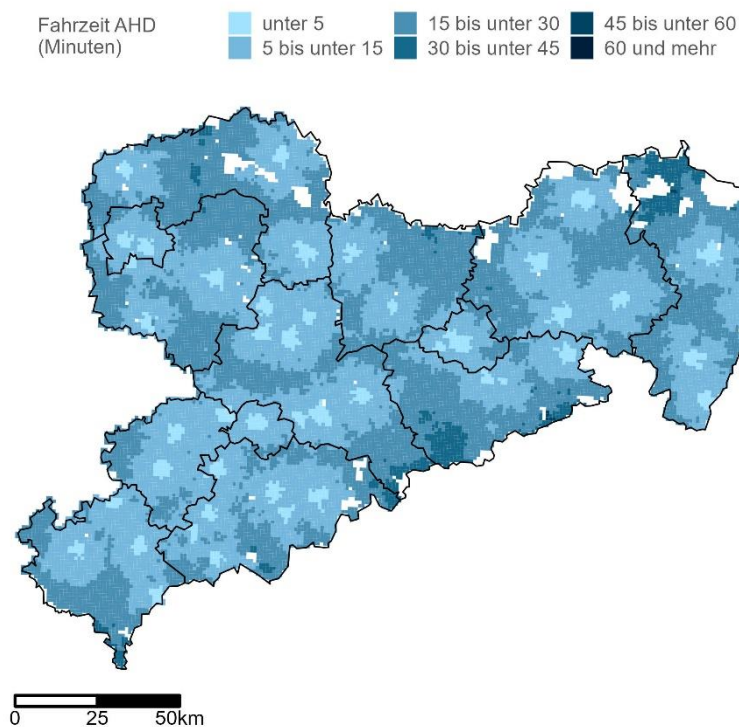 Fahrzeit AHD
(Minuten)
unter 5
5 bis unter 15
15 bis unter 30
30 bis unter 45
45 bis unter 60
60 und mehr
0 25 50km